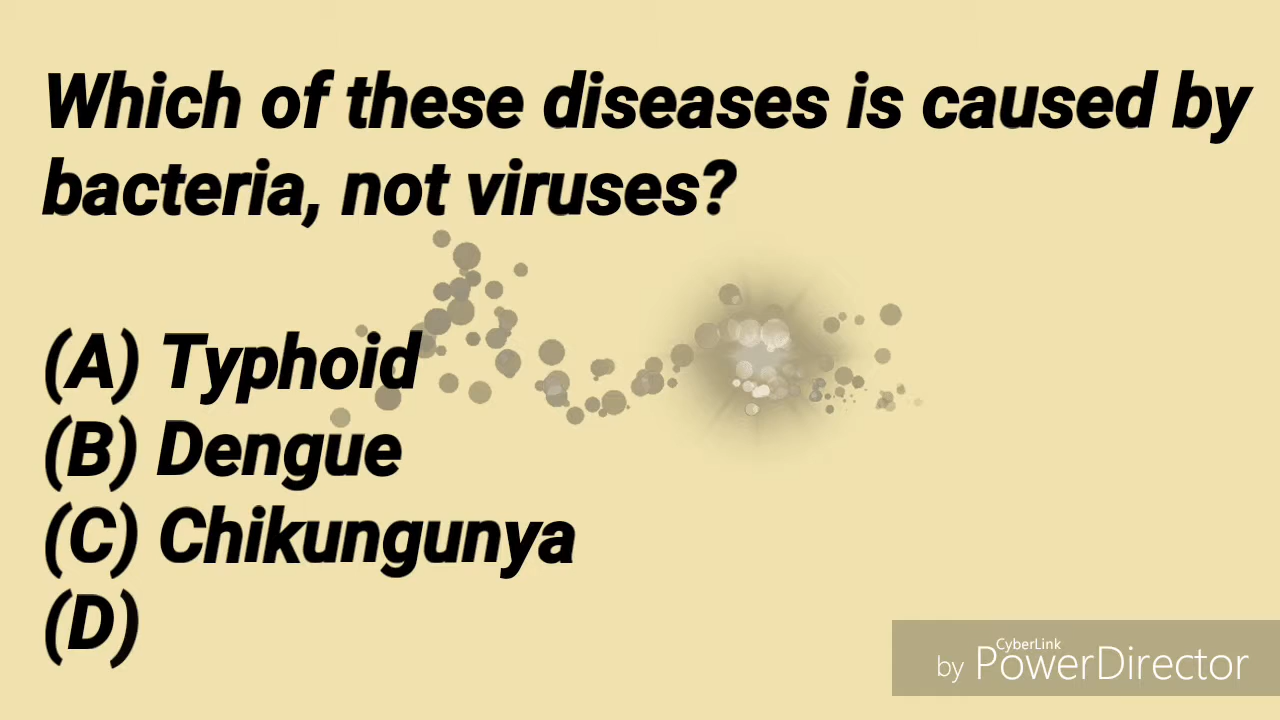 Which of these diseases is caused by
bacteria, not viruses?
(A) Typhoid
(B) Dengue
(C) Chikungunya
(D)
CyberLink
by PowerDirector